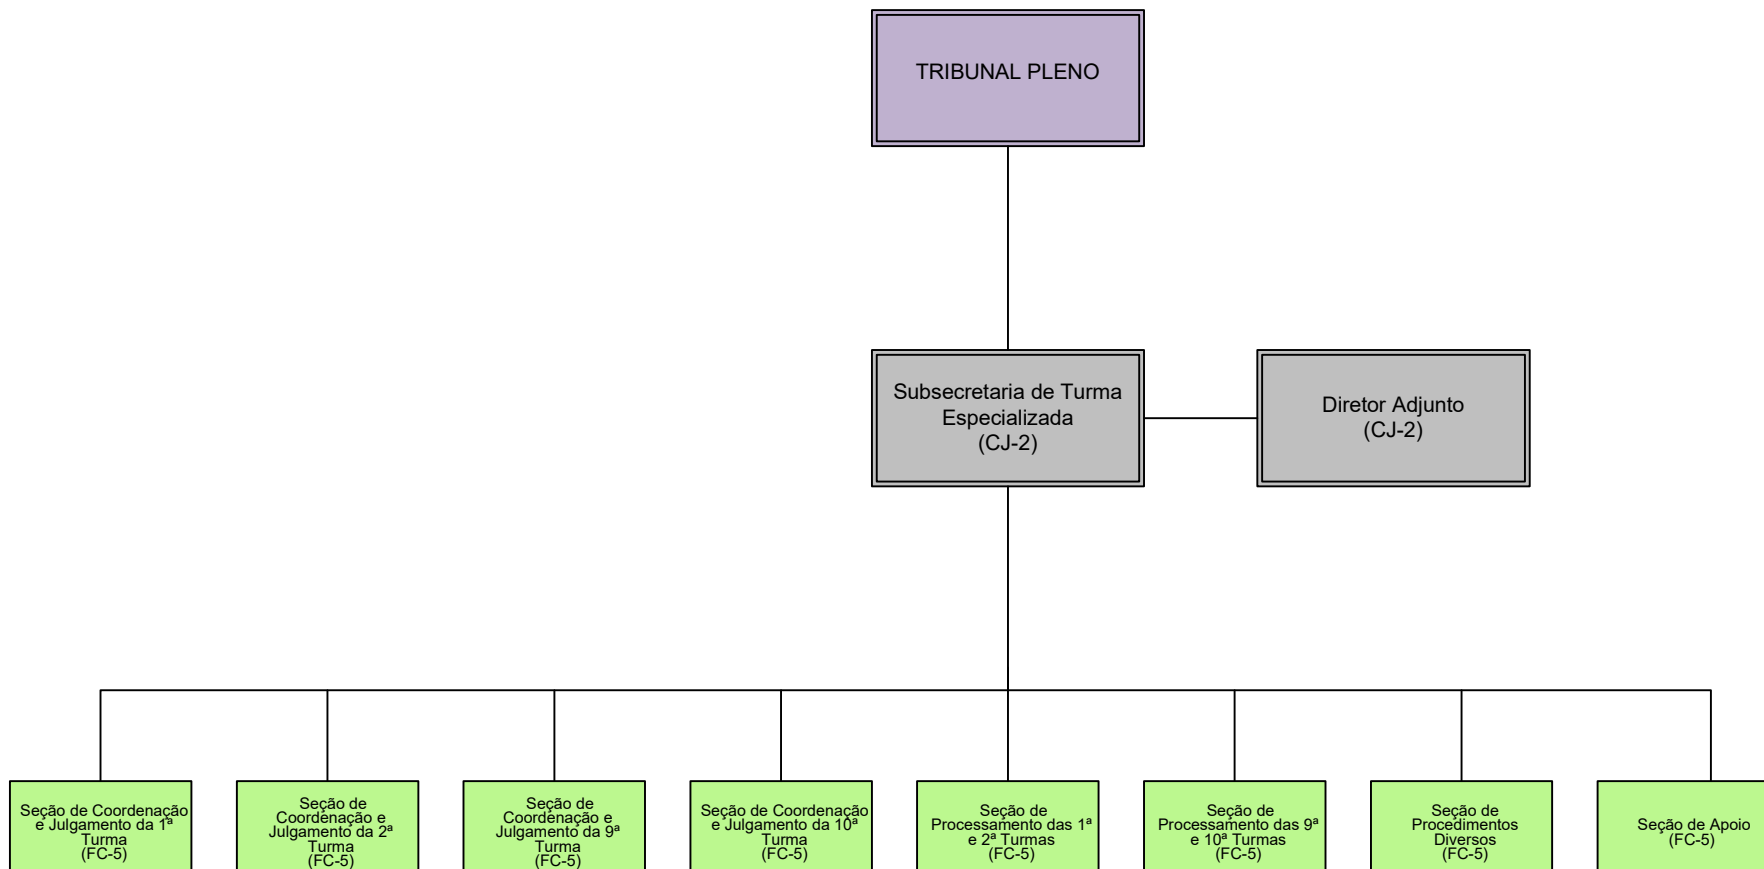 TRIBUNAL PLENO
Subsecretaria de Turma
Especializada
(CJ-2)
Diretor Adjunto
(CJ-2)
Seção de Coordenação
e Julgamento da 1ª
Turma
(FC-5)
Seção de
Coordenação e
Julgamento da 2ª
Turma
(FC-5)
Seção de
Coordenação e
Julgamento da 9ª
Turma
(FC-5)
Seção de Coordenação
e Julgamento da 10ª
Turma
(FC-5)
Seção de
Processamento das 1ª
e 2ª Turmas
(FC-5)
Seção de
Processamento das 9ª
e 10ª Turmas
(FC-5)
Seção de
Procedimentos
Diversos
(FC-5)
Seção de Apoio
(FC-5)